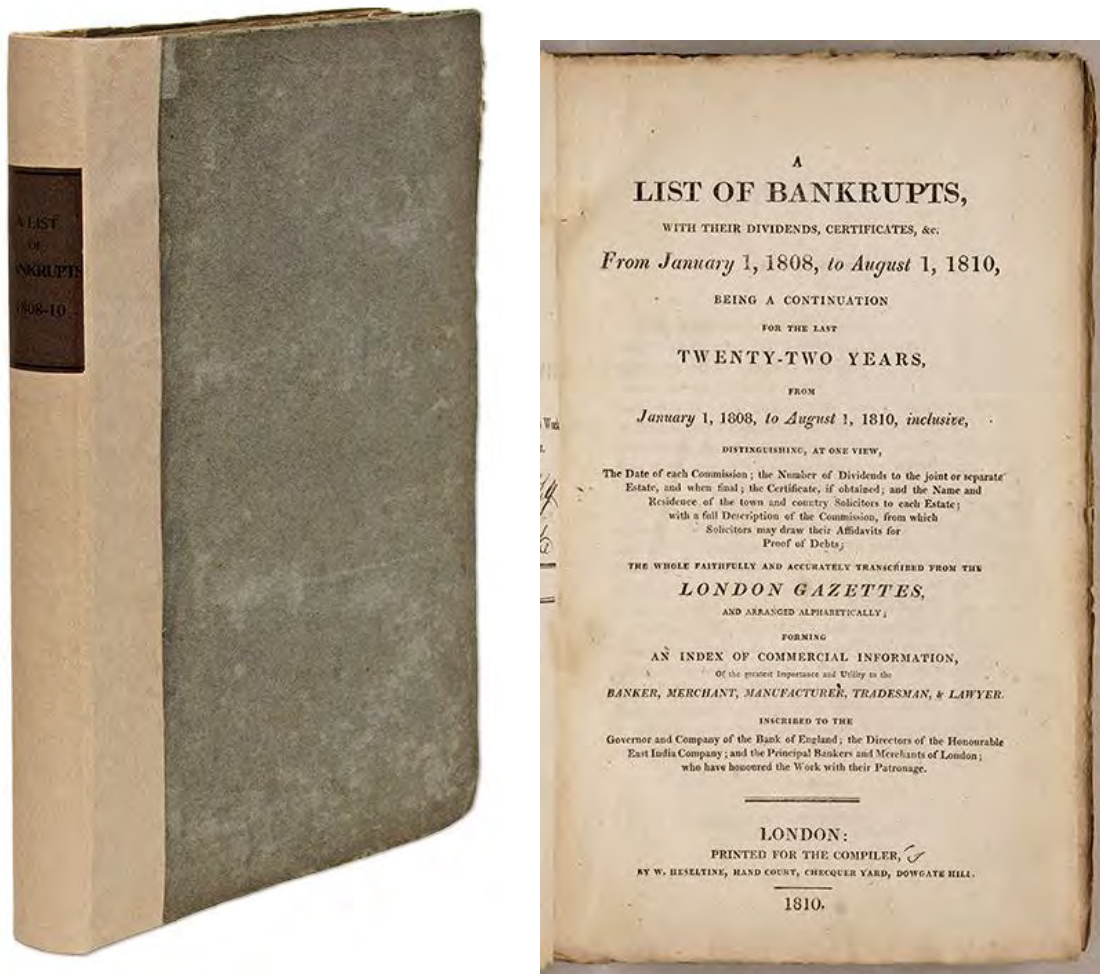 A LIST
OF
NKRUPTS
1808-10
A
LIST OF BANKRUPTS,
WITH THEIR DIVIDENDS, CERTIFICATES, &c.
From January 1, 1808, to August 1, 1810,
BEING A CONTINUATION
FOR THE LAST
TWENTY-TWO YEARS,
FROM
January 1, 1808, to August 1, 1810, inclusive,
DISTINGUISHING, AT ONE VIEW,
The Date of each Commission; the Number of Dividends to the joint or separate
Estate, and when final; the Certificate, if obtained; and the Name and
Residence of the town and country Solicitors to each Estate;
with a full Description of the Commission, from which
Solicitors may draw their Affidavits for
Proof of Debts;
THE WHOLE FAITHFULLY AND ACCURATELY TRANSCRIBED FROM THE
LONDON GAZETTES,
AND ARRANGED ALPHABETICALLY;
FORMING
AN INDEX OF COMMERCIAL INFORMATION,
Of the greatest Importance and Utility to the
BANKER, MERCHANT, MANUFACTURER, TRADESMAN, & LAWYER.
INSCRIBED TO THE
Governor and Company of the Bank of England; the Directors of the Honourable
East India Company; and the Principal Bankers and Merchants of London;
who have honoured the Work with their Patronage.
LONDON:
PRINTED FOR THE COMPILER,
BY W. HESELTINE, HAND COURT, CHECQUER YARD, DOWGATE HILL.
1810.